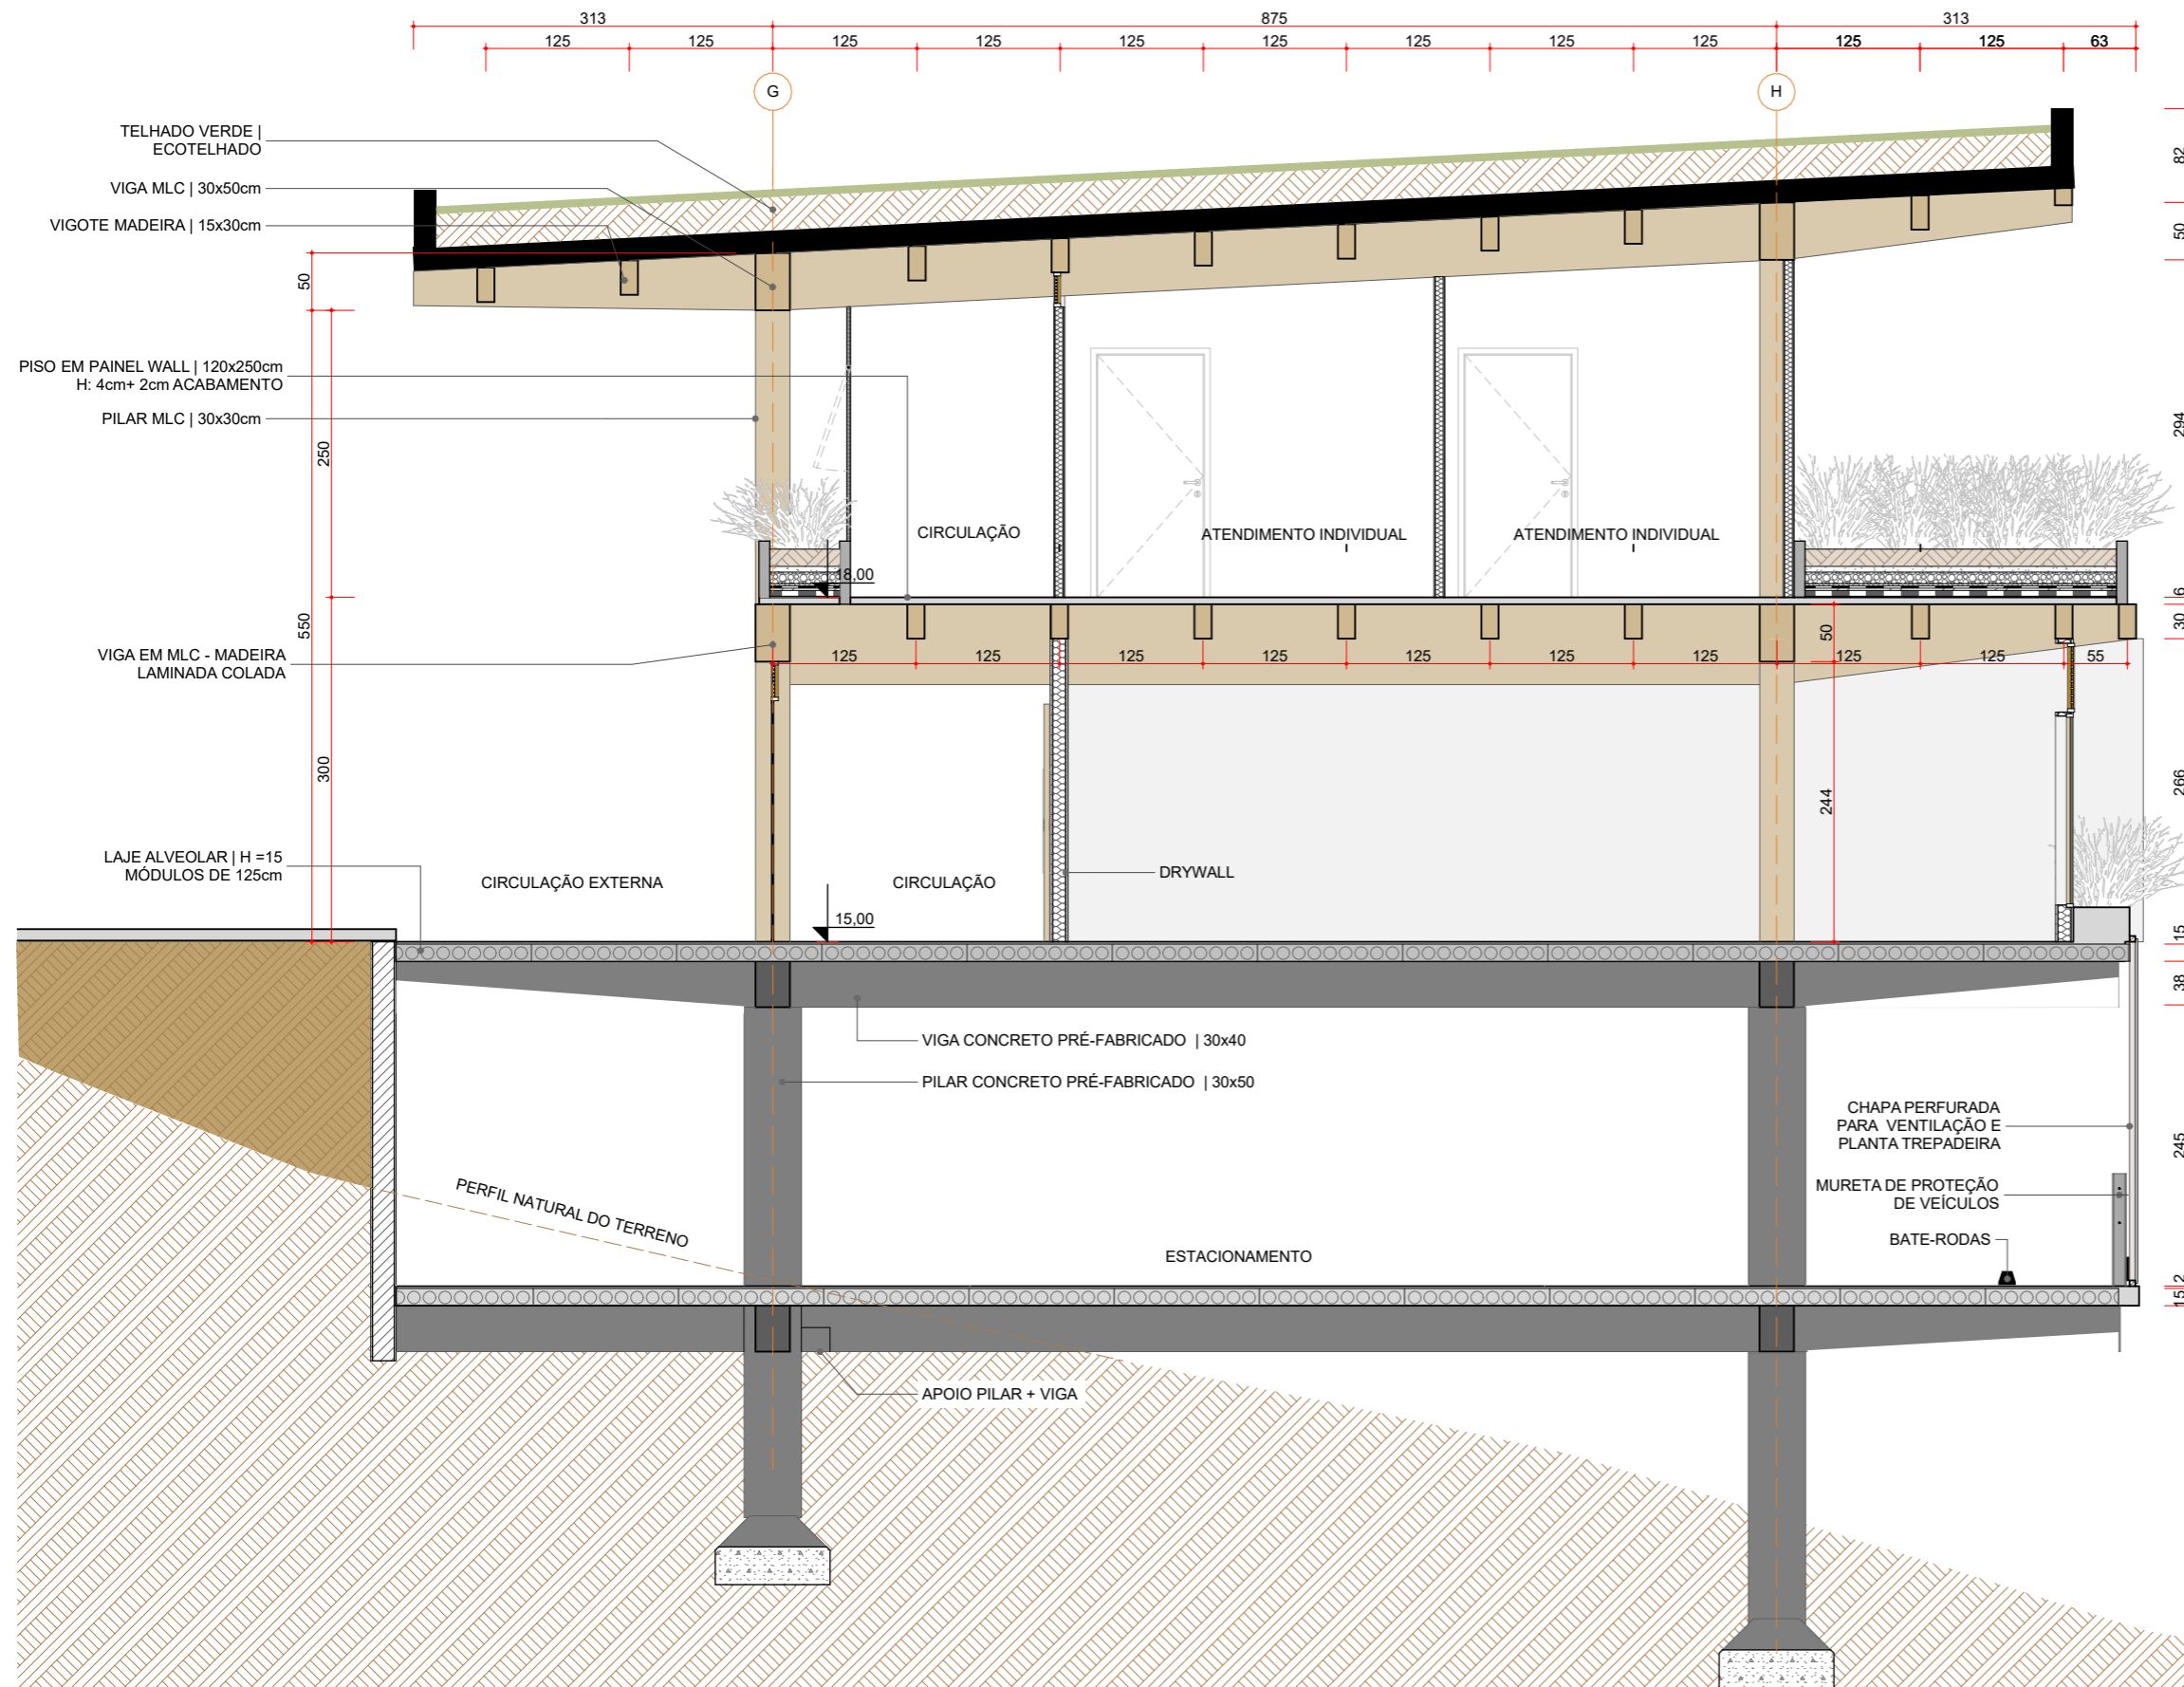 313
875
313
125
125
125
125
125
125
125
125
125
125
125
63
G
H
TELHADO VERDE |
ECOTELHADO
VIGA MLC | 30x50cm
VIGOTE MADEIRA | 15x30cm
82
50
50
PISO EM PAINEL WALL | 120x250cm
H: 4cm+ 2cm ACABAMENTO
PILAR MLC | 30x30cm
250
294
CIRCULAÇÃO
ATENDIMENTO INDIVIDUAL
ATENDIMENTO INDIVIDUAL
18,00
6
30
550
50
VIGA EM MLC - MADEIRA
LAMINADA COLADA
125
125
125
125
125
125
125
125
125
55
300
244
266
LAJE ALVEOLAR | H =15
MÓDULOS DE 125cm
CIRCULAÇÃO EXTERNA
CIRCULAÇÃO
DRYWALL
15,00
15
38
VIGA CONCRETO PRÉ-FABRICADO | 30x40
PILAR CONCRETO PRÉ-FABRICADO | 30x50
CHAPA PERFURADA
PARA VENTILAÇÃO E
PLANTA TREPADEIRA
245
MURETA DE PROTEÇÃO
DE VEÍCULOS
PERFIL NATURAL DO TERRENO
BATE-RODAS
ESTACIONAMENTO
2
15
APOIO PILAR + VIGA